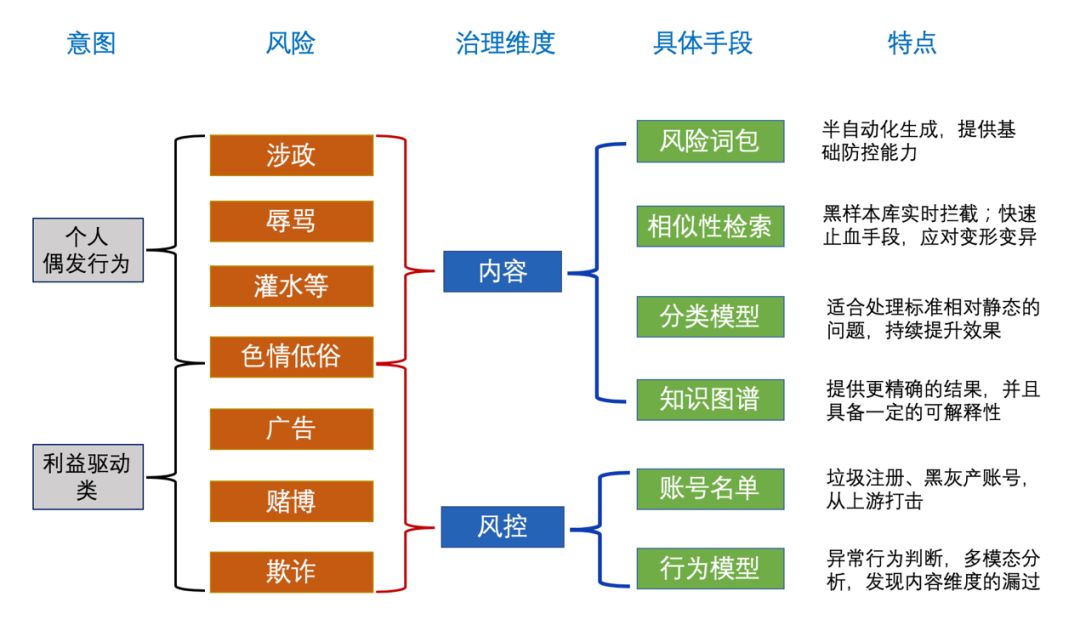 意图
风险
治理维度
具体手段
特点
个人
偶发行为
利益驱动
类
涉政
辱骂
灌水等
色情低俗
广告
赌博
欺诈
内容
风控
风险词包
半自动化生成，提供基
础防控能力
相似性检索
黑样本库实时拦截；快速
止血手段，应对变形变异
分类模型
适合处理标准相对静态的
问题，持续提升效果
知识图谱
提供更精确的结果，并且
具备一定的可解释性
账号名单
垃圾注册、黑灰产账号，
从上游打击
行为模型
异常行为判断，多模态分
析，发现内容维度的漏过